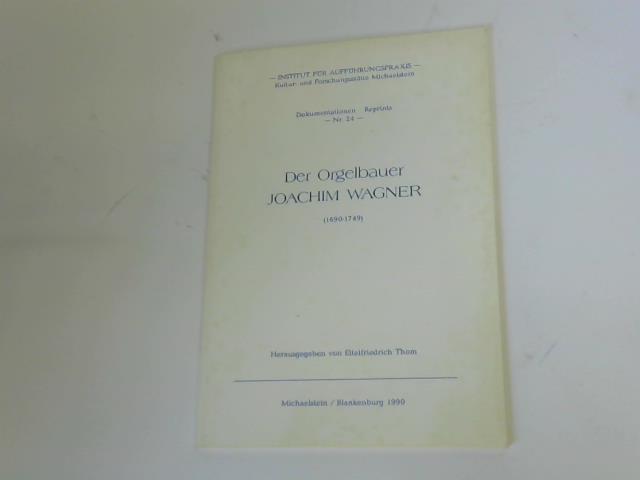 — INSTITUT FÜR AUFFÜHRUNGSPRAXIS —
Kultur- und Forschungsstätte Michaelstein
Dokumentationen Reprints
— Nr. 24 —
Der Orgelbauer
JOACHIM WAGNER
(1690-1749)
Herausgegeben von Eitelfriedrich Thom
Michaelstein / Blankenburg 1990